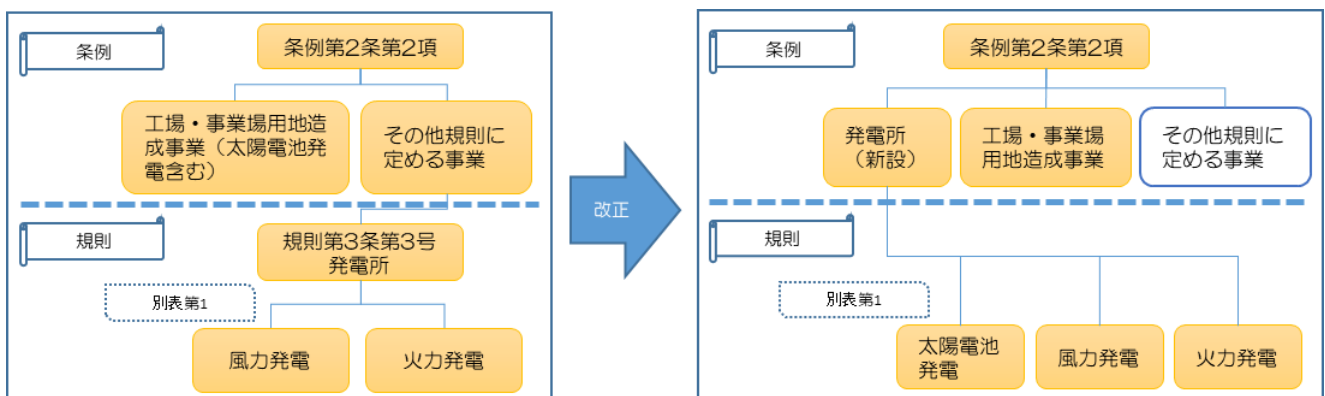 条例
条例第2条第2項
工場・事業場用地造
成事業（太陽電池発
電含む）
その他規則に
定める事業
規則
規則第3条第3号
発電所
別表第1
風力発電
火力発電
改正
条例
条例第2条第2項
発電所
（新設）
工場・事業場
用地造成事業
その他規則に
定める事業
規則
別表第1
太陽電池
発電
風力発電
火力発電